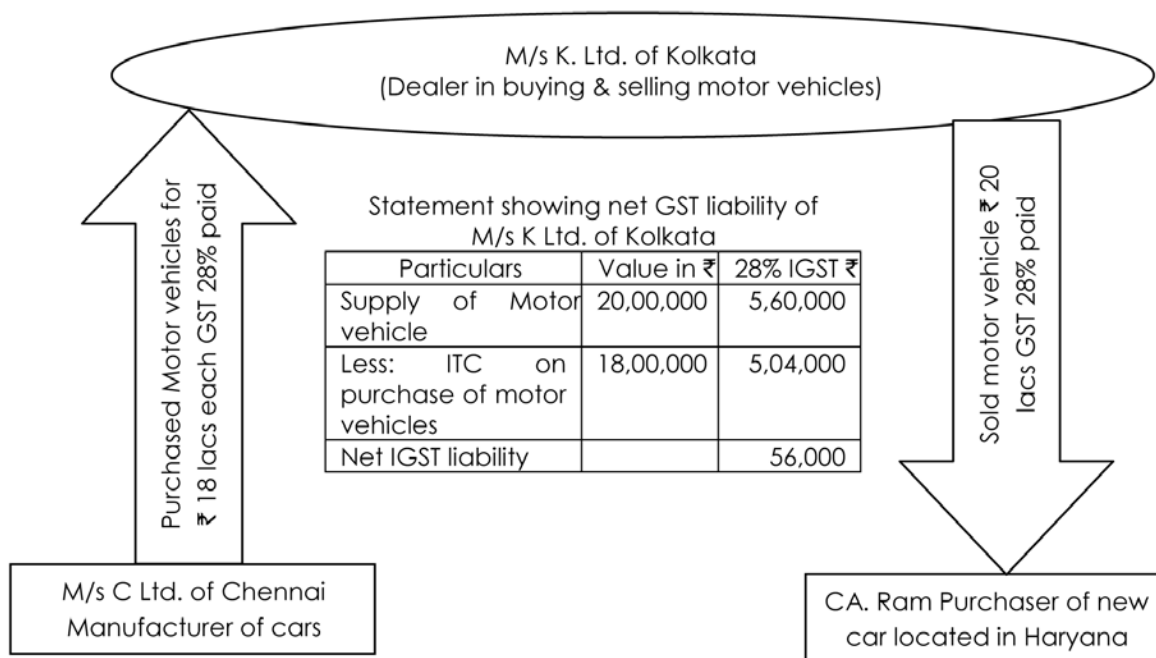 M/s K. Ltd. of Kolkata
(Dealer in buying & selling motor vehicles)
Purchased Motor vehicles for
₹ 18 lacs each GST 28% paid
Statement showing net GST liability of
M/s K Ltd. of Kolkata
Particulars Value in ₹ 28% IGST ₹
Supply of Motor 20,00,000 5,60,000
vehicle
Less: ITC on 18,00,000 5,04,000
purchase of motor
vehicles
Net IGST liability 56,000
Sold motor vehicle ₹ 20
lacs GST 28% paid
M/s C Ltd. of Chennai
Manufacturer of cars
CA. Ram Purchaser of new
car located in Haryana